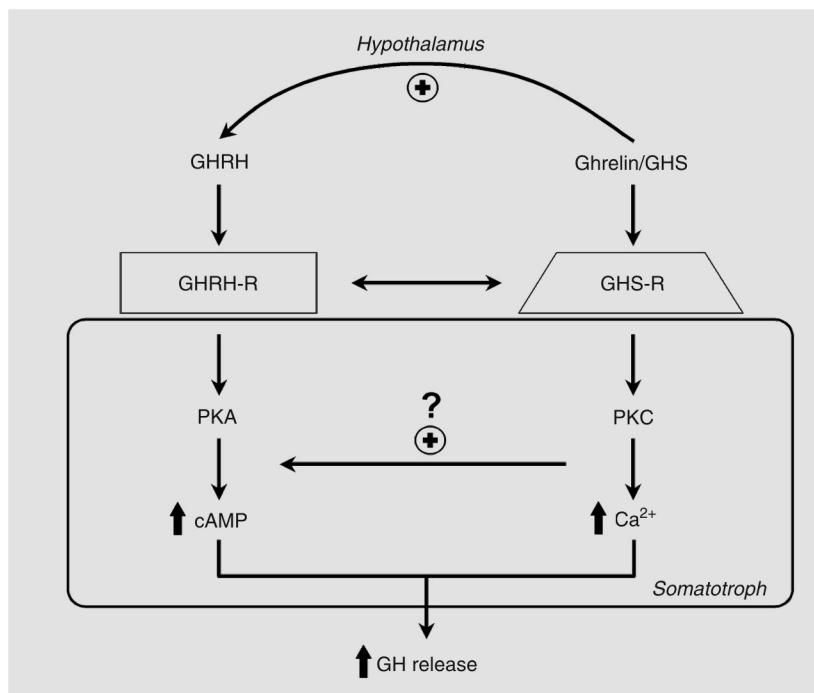 Hypothalamus
GHRH
Ghrelin/GHS
GHRH-R
GHS-R
PKA
?
PKC
cAMP
Ca²⁺
Somatotroph
GH release